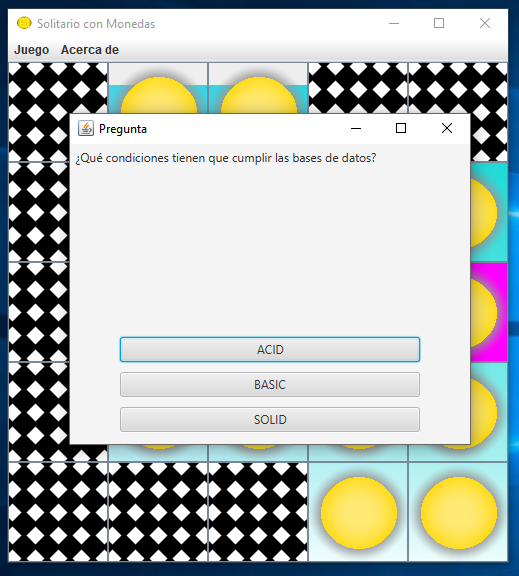 Solitario con Monedas
Juego Acerca de
Pregunta
¿Qué condiciones tienen que cumplir las bases de datos?
ACID
BASIC
SOLID